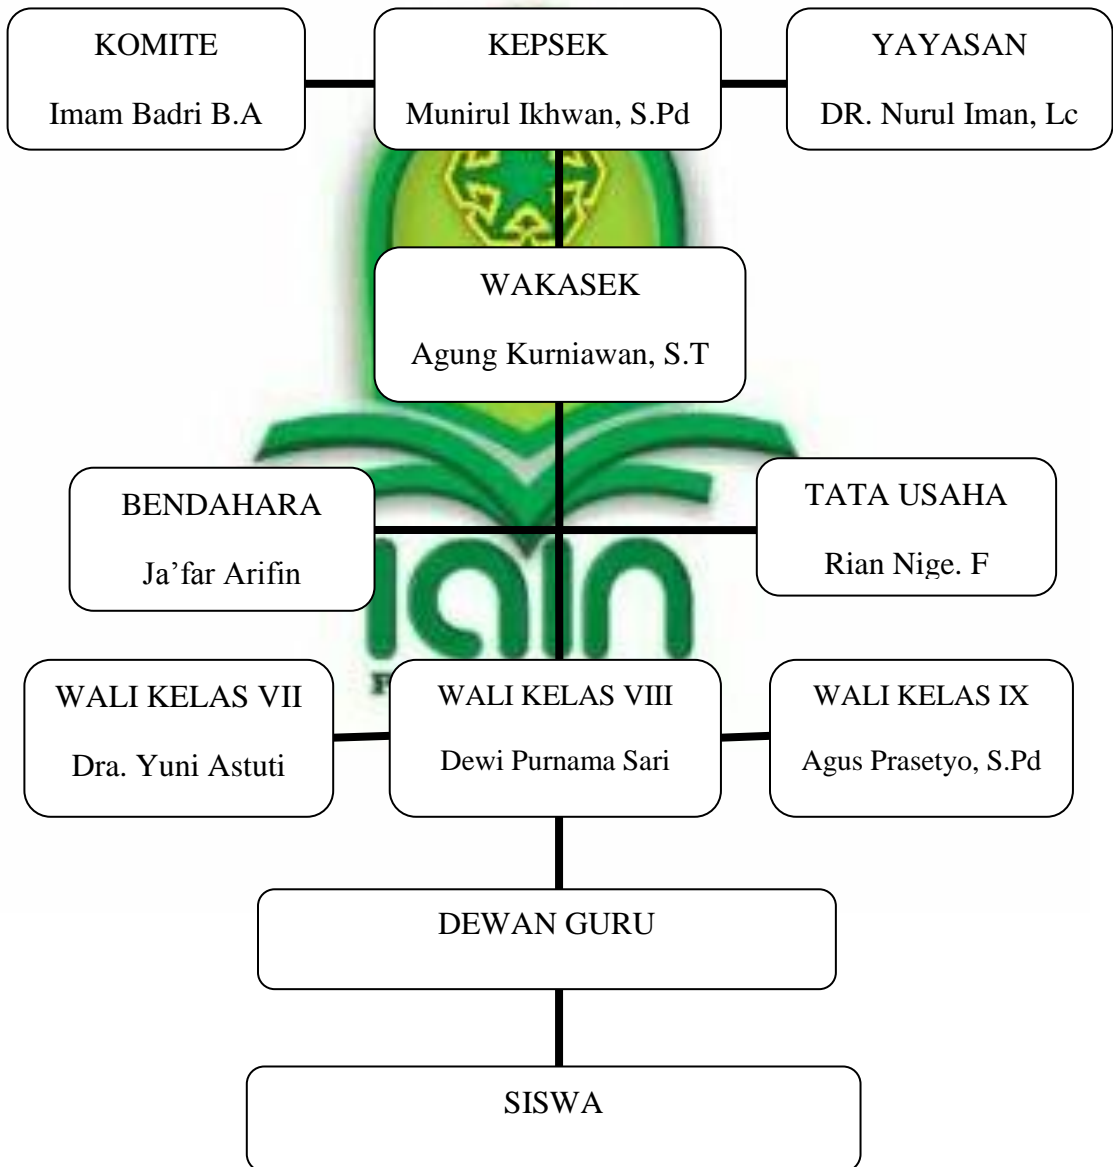 KOMITE
Imam Badri B.A
KEPSEK
Munirul Ikhwan, S.Pd
YAYASAN
DR. Nurul Iman, Lc
WAKASEK
Agung Kurniawan, S.T
BENDAHARA
Ja’far Arifin
TATA USAHA
Rian Nige. F
iain
WALI KELAS VII
Dra. Yuni Astuti
WALI KELAS VIII
Dewi Purnama Sari
WALI KELAS IX
Agus Prasetyo, S.Pd
DEWAN GURU
SISWA